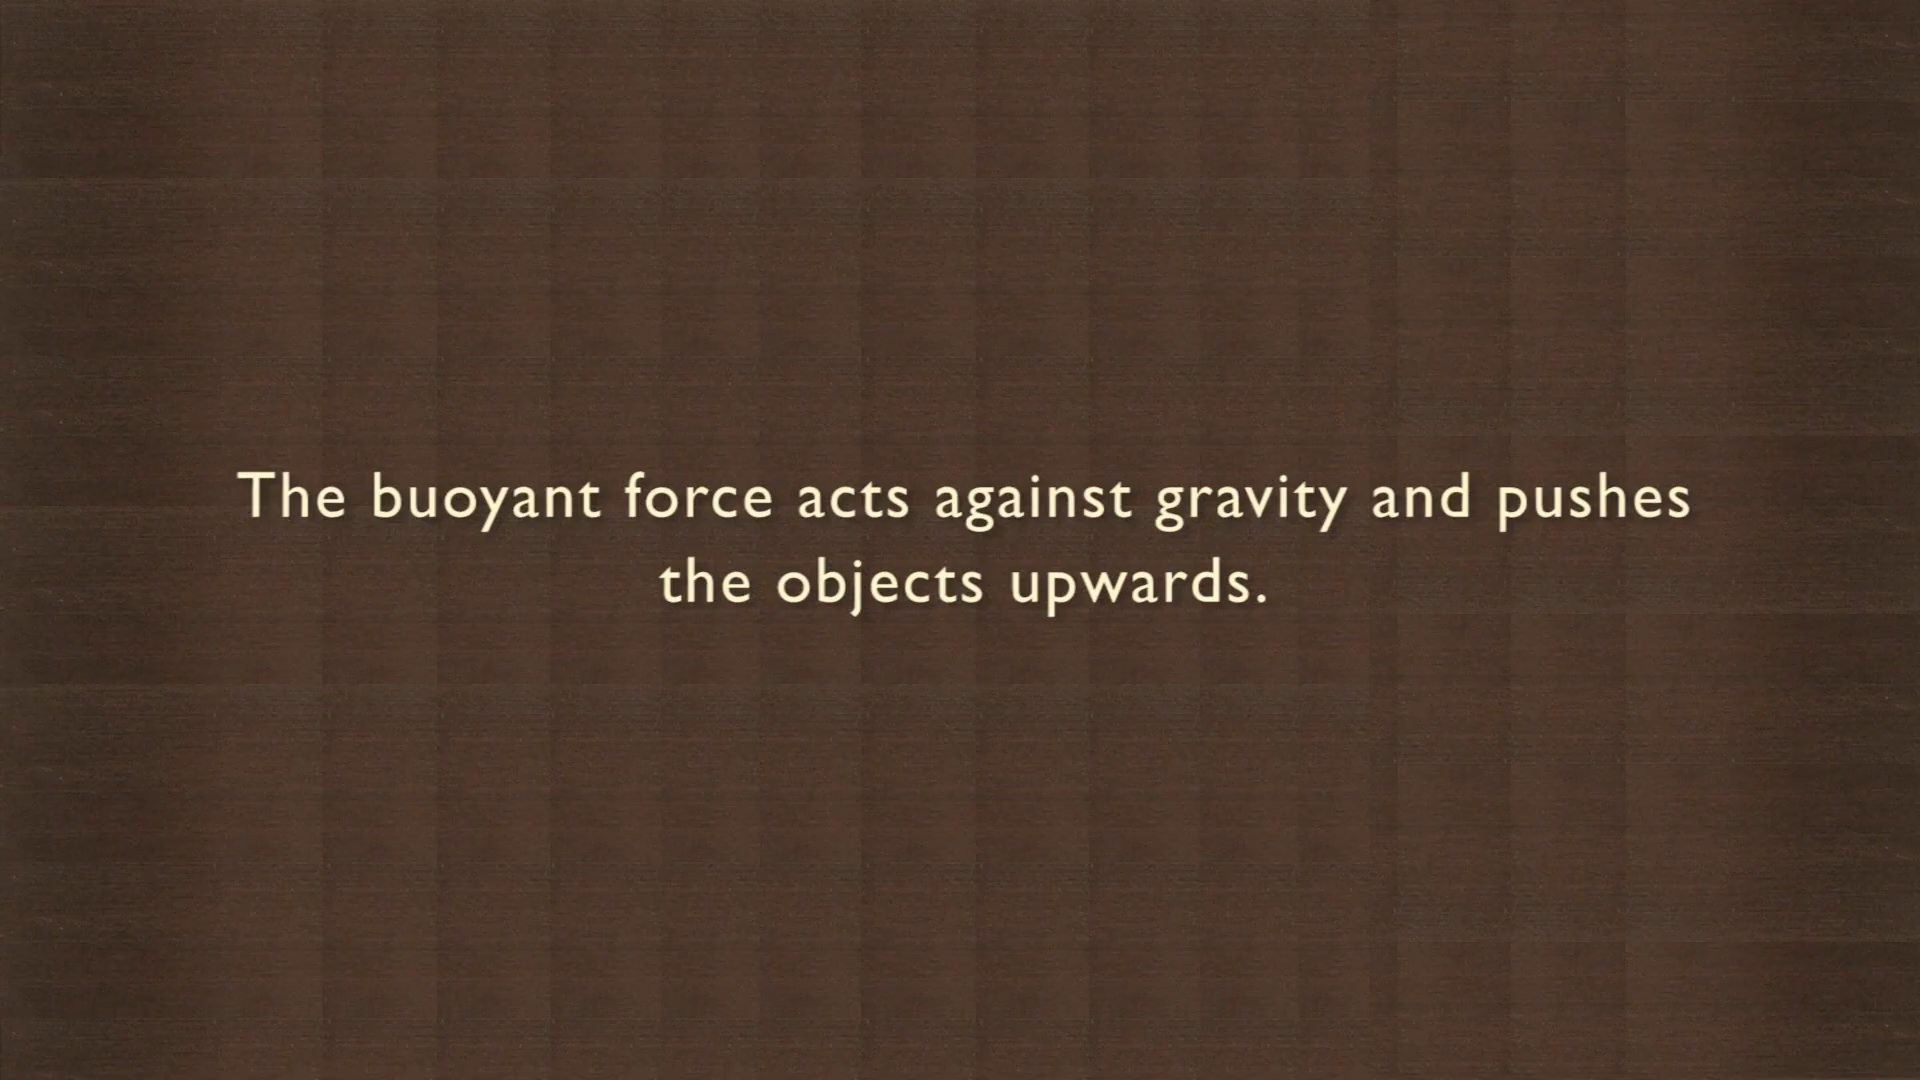 The buoyant force acts against gravity and pushes
the objects upwards.